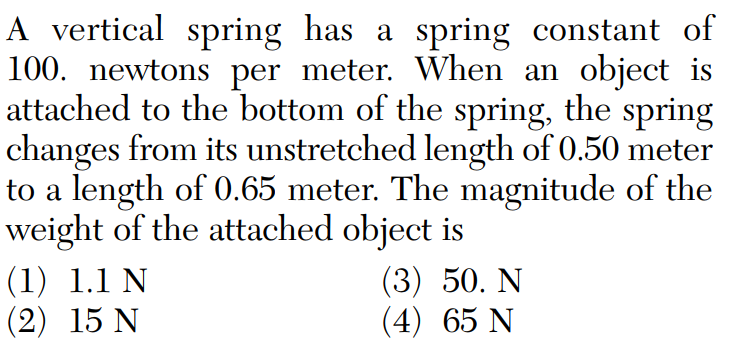 A vertical spring has a spring constant of
100. newtons per meter. When an object is
attached to the bottom of the spring, the spring
changes from its unstretched length of 0.50 meter
to a length of 0.65 meter. The magnitude of the
weight of the attached object is
(1) 1.1 N (3) 50. N
(2) 15 N (4) 65 N